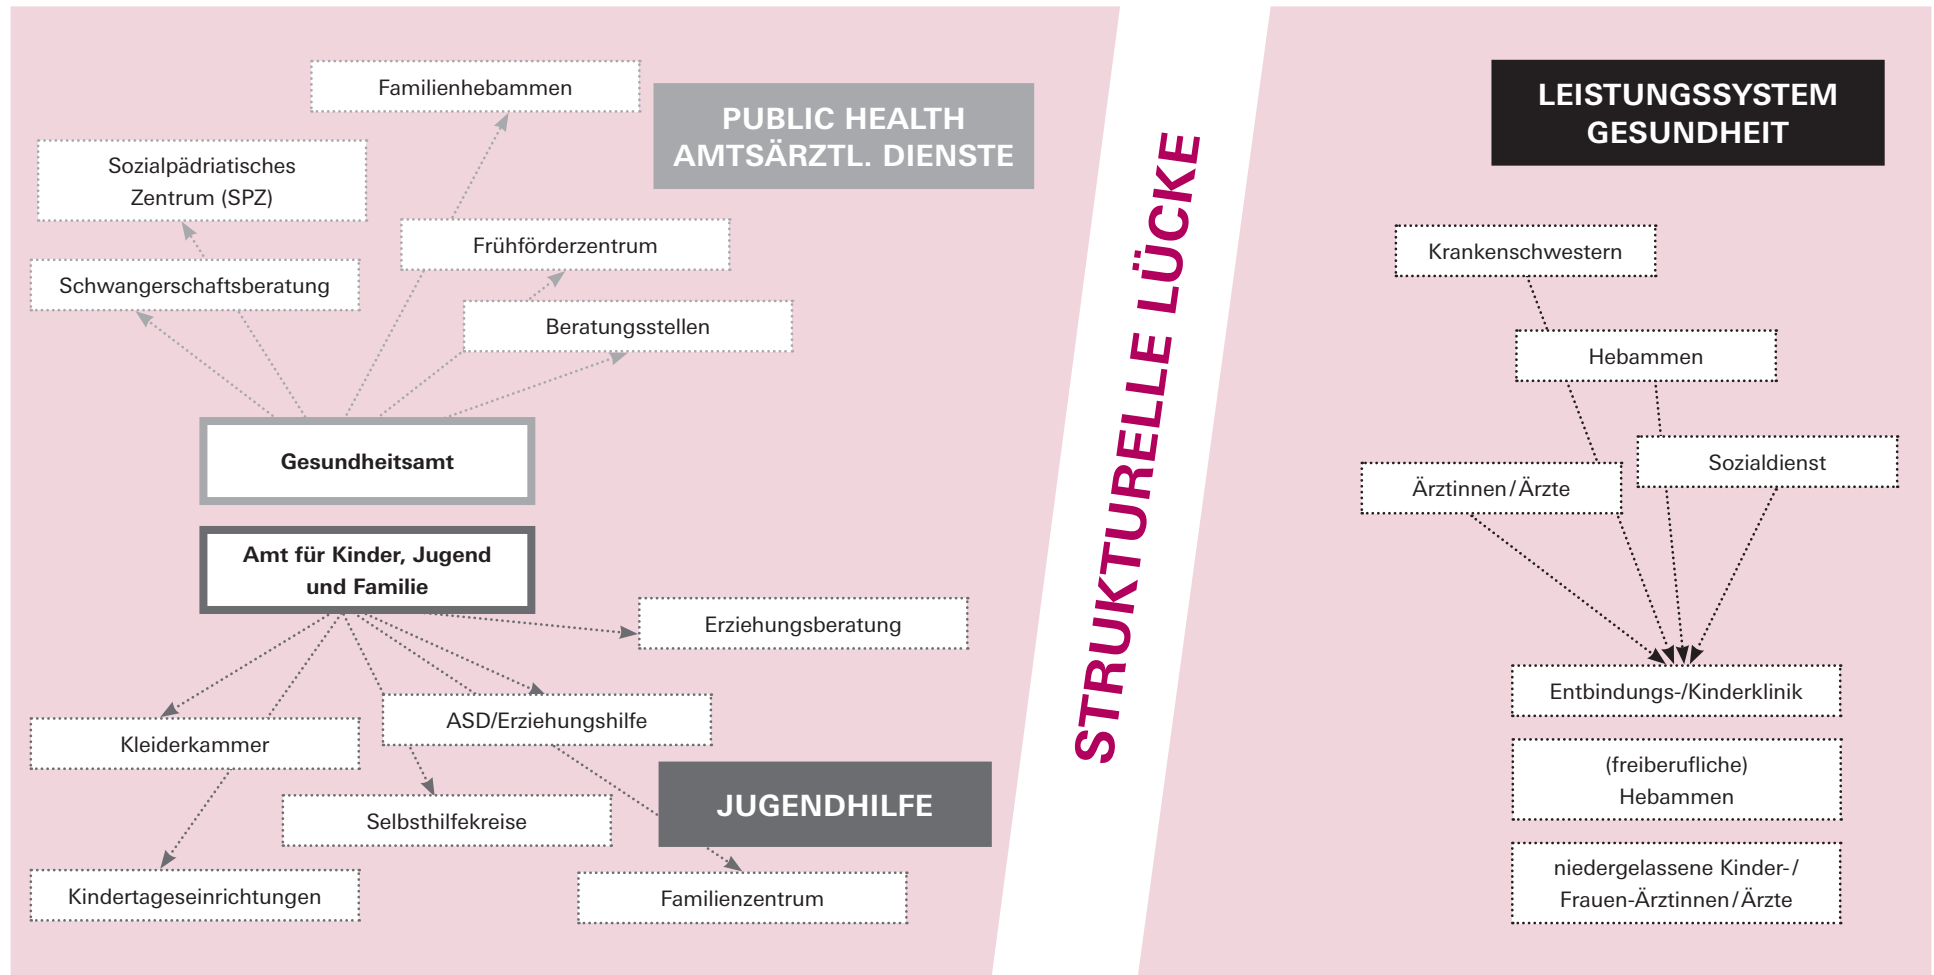 Familienhebammen
PUBLIC HEALTH
AMTSÄRZTL. DIENSTE
Sozialpädriatisches
Zentrum (SPZ)
Frühförderzentrum
Schwangerschaftsberatung
Beratungsstellen
Gesundheitsamt
Amt für Kinder, Jugend
und Familie
Erziehungsberatung
ASD/Erziehungshilfe
Kleiderkammer
JUGENDHILFE
Selbsthilfekreise
Kindertageseinrichtungen
Familienzentrum
STRUKTURELLE LÜCKE
LEISTUNGSSYSTEM
GESUNDHEIT
Krankenschwestern
Hebammen
Sozialdienst
Ärztinnen/Ärzte
Entbindungs-/Kinderklinik
(freiberufliche)
Hebammen
niedergelassene Kinder-/
Frauen-Ärztinnen/Ärzte